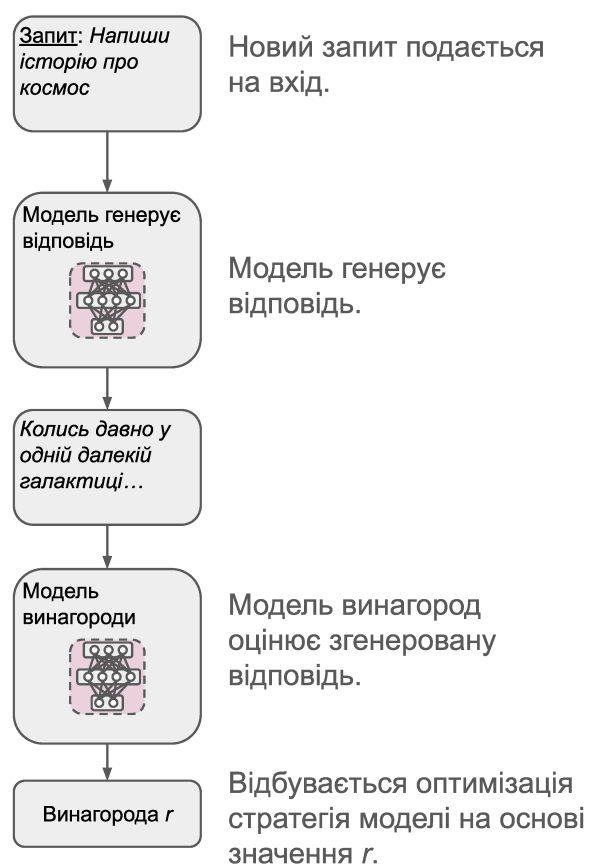 Запит: Напиши
історію про
космос
Новий запит подається
на вхід.
Модель генерує
відповідь
Модель генерує
відповідь.
Колись давно у
одній далекій
галактиці…
Модель
винагороди
Модель винагород
оцінює згенеровану
відповідь.
Винагорода r
Відбувається оптимізація
стратегія моделі на основі
значення r.